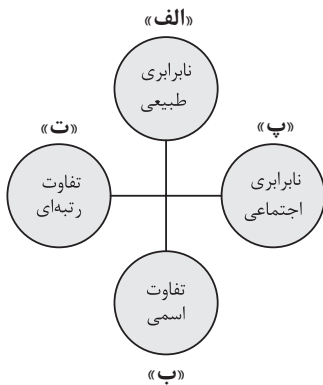 «الف»
نابرابری
طبیعی
«پ»
نابرابری
اجتماعی
«ت»
تفاوت
رتبه‌ای
تفاوت
اسمی
«ب»